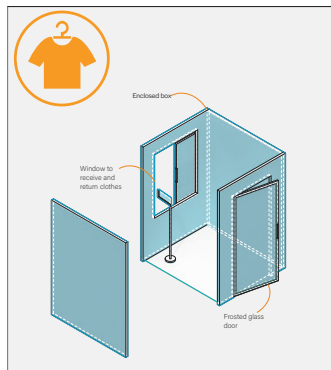 Enclosed box
Window to
receive and
return clothes
Frosted glass
door